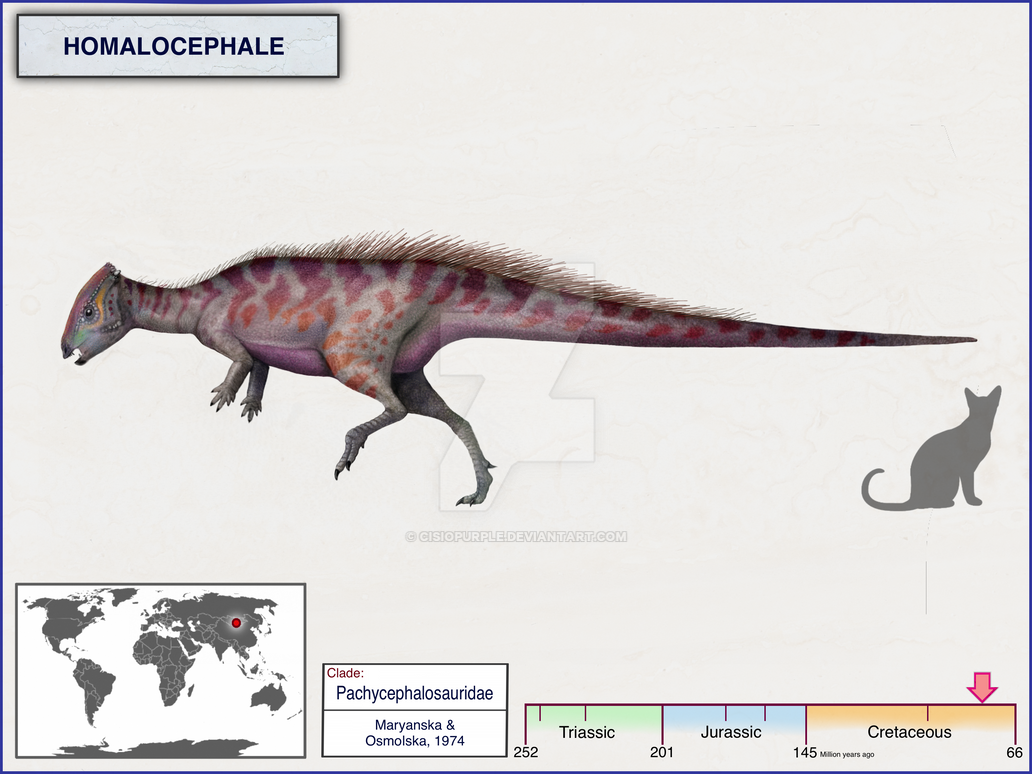 HOMALOCEPHALE
© CISIOPURPLE.DEVIANTART.COM
Clade:
Pachycephalosauridae
Maryanska &
Osmolska, 1974
Triassic Jurassic Cretaceous
252 201 145 Million years ago 66